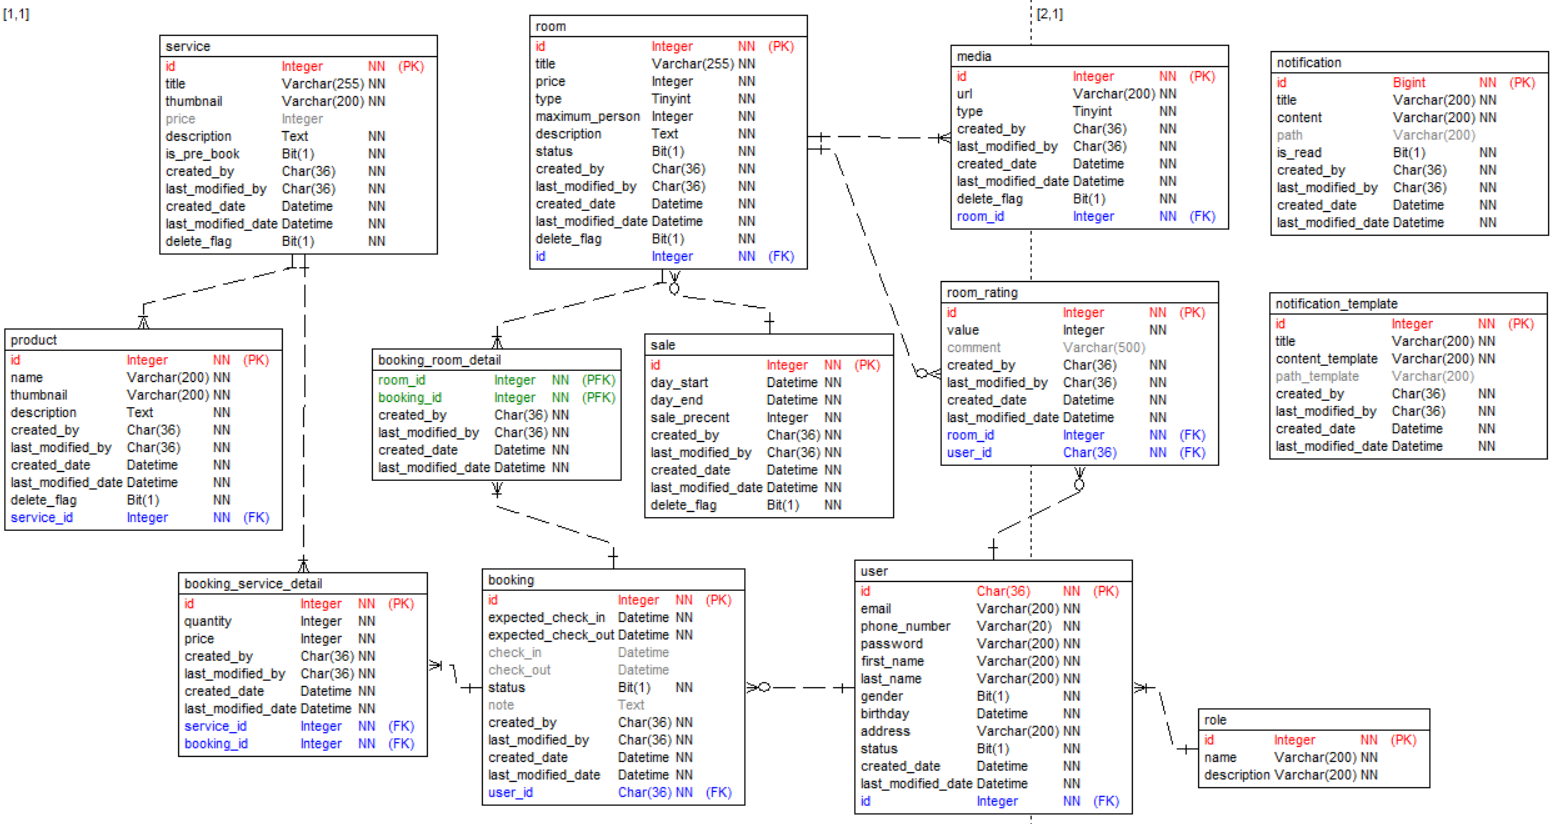 [1,1]
[2,1]
service
id Integer NN (PK)
title Varchar(255) NN
thumbnail Varchar(200) NN
price Integer
description Text NN
is_pre_book Bit(1) NN
created_by Char(36) NN
last_modified_by Char(36) NN
created_date Datetime NN
last_modified_date Datetime NN
delete_flag Bit(1) NN
room
id Integer NN (PK)
title Varchar(255) NN
price Integer NN
type Tinyint NN
maximum_person Integer NN
description Text NN
status Bit(1) NN
created_by Char(36) NN
last_modified_by Char(36) NN
created_date Datetime NN
last_modified_date Datetime NN
delete_flag Bit(1) NN
id Integer NN (FK)
media
id Integer NN (PK)
url Varchar(200) NN
type Tinyint NN
created_by Char(36) NN
last_modified_by Char(36) NN
created_date Datetime NN
last_modified_date Datetime NN
delete_flag Bit(1) NN
room_id Integer NN (FK)
notification
id Bigint NN (PK)
title Varchar(200) NN
content Varchar(200) NN
path Varchar(200)
is_read Bit(1) NN
created_by Char(36) NN
last_modified_by Char(36) NN
created_date Datetime NN
last_modified_date Datetime NN
product
id Integer NN (PK)
name Varchar(200) NN
thumbnail Varchar(200) NN
description Text NN
created_by Char(36) NN
last_modified_by Char(36) NN
created_date Datetime NN
last_modified_date Datetime NN
delete_flag Bit(1) NN
service_id Integer NN (FK)
booking_room_detail
room_id Integer NN (PFK)
booking_id Integer NN (PFK)
created_by Char(36) NN
last_modified_by Char(36) NN
created_date Datetime NN
last_modified_date Datetime NN
sale
id Integer NN (PK)
day_start Datetime NN
day_end Datetime NN
sale_precent Integer NN
created_by Char(36) NN
last_modified_by Char(36) NN
created_date Datetime NN
last_modified_date Datetime NN
delete_flag Bit(1) NN
room_rating
id Integer NN (PK)
value Integer NN
comment Varchar(500)
created_by Char(36) NN
last_modified_by Char(36) NN
created_date Datetime NN
last_modified_date Datetime NN
room_id Integer NN (FK)
user_id Char(36) NN (FK)
notification_template
id Integer NN (PK)
title Varchar(200) NN
content_template Varchar(200) NN
path_template Varchar(200)
created_by Char(36) NN
last_modified_by Char(36) NN
created_date Datetime NN
last_modified_date Datetime NN
booking_service_detail
id Integer NN (PK)
quantity Integer NN
price Integer NN
created_by Char(36) NN
last_modified_by Char(36) NN
created_date Datetime NN
last_modified_date Datetime NN
service_id Integer NN (FK)
booking_id Integer NN (FK)
booking
id Integer NN (PK)
expected_check_in Datetime NN
expected_check_out Datetime NN
check_in Datetime
check_out Datetime
status Bit(1) NN
note Text
created_by Char(36) NN
last_modified_by Char(36) NN
created_date Datetime NN
last_modified_date Datetime NN
user_id Char(36) NN (FK)
user
id Char(36) NN (PK)
email Varchar(200) NN
phone_number Varchar(20) NN
password Varchar(200) NN
first_name Varchar(200) NN
last_name Varchar(200) NN
gender Bit(1) NN
birthday Datetime NN
address Varchar(200) NN
status Bit(1) NN
created_date Datetime NN
last_modified_date Datetime NN
id Integer NN (FK)
role
id Integer NN (PK)
name Varchar(200) NN
description Varchar(200) NN